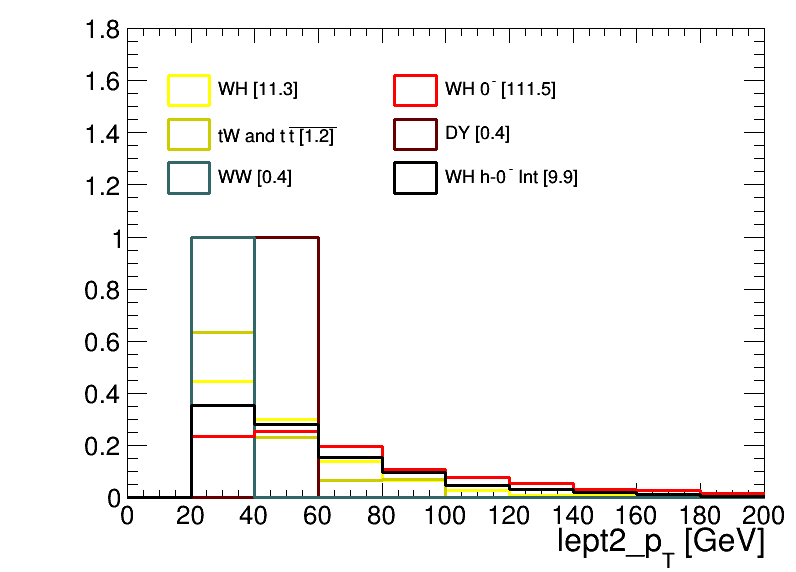 1.8
1.6
1.4
1.2
1
0.8
0.6
0.4
0.2
0
WH [11.3]
WH 0⁻ [111.5]
tW and t t̅ [1.2]
DY [0.4]
WW [0.4]
WH h-0⁻ Int [9.9]
0 20 40 60 80 100 120 140 160 180 200
lept2_p_T [GeV]